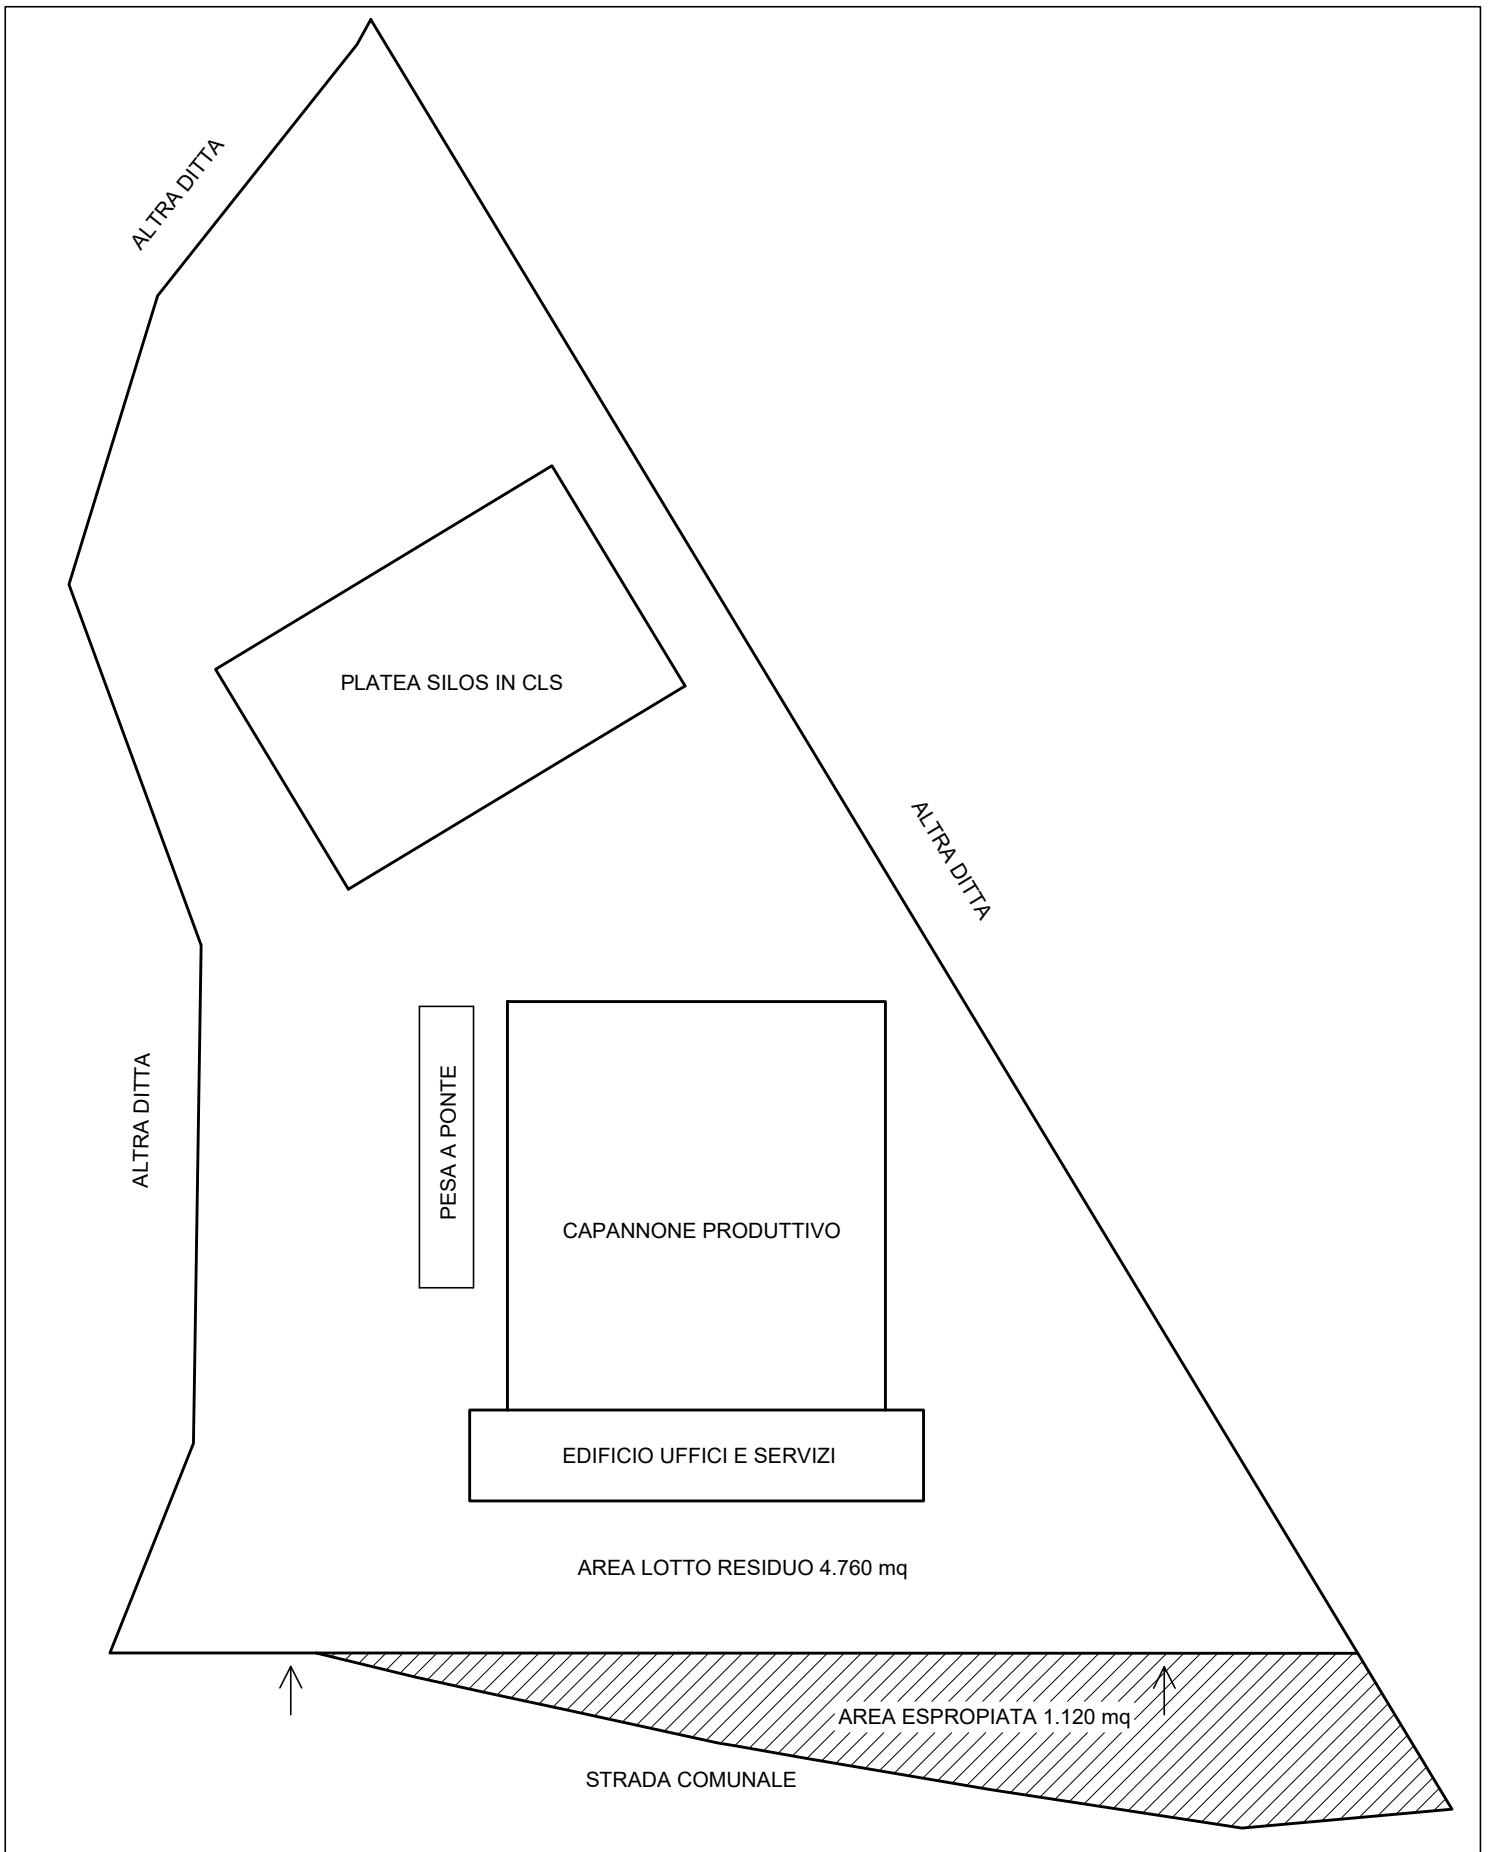 ALTRA DITTA
PLATEA SILOS IN CLS
ALTRA DITTA
ALTRA DITTA
PESA A PONTE
CAPANNONE PRODUTTIVO
EDIFICIO UFFICI E SERVIZI
AREA LOTTO RESIDUO 4.760 mq
AREA ESPROPIATA 1.120 mq
STRADA COMUNALE